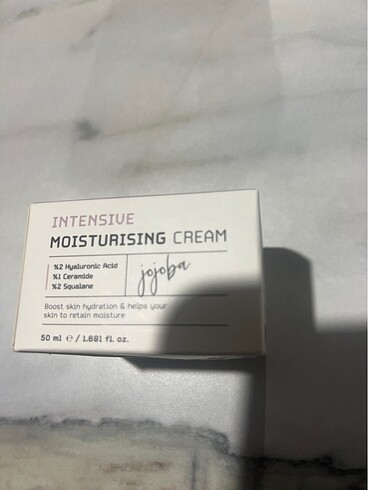 INTENSIVE
MOISTURISING CREAM
%2 Hyaluronic Acid
%1 Ceramide
%2 Squalane
jojoba
Boost skin hydration & helps your
skin to retain moisture
50 ml ℮ / 1.691 fl. oz.